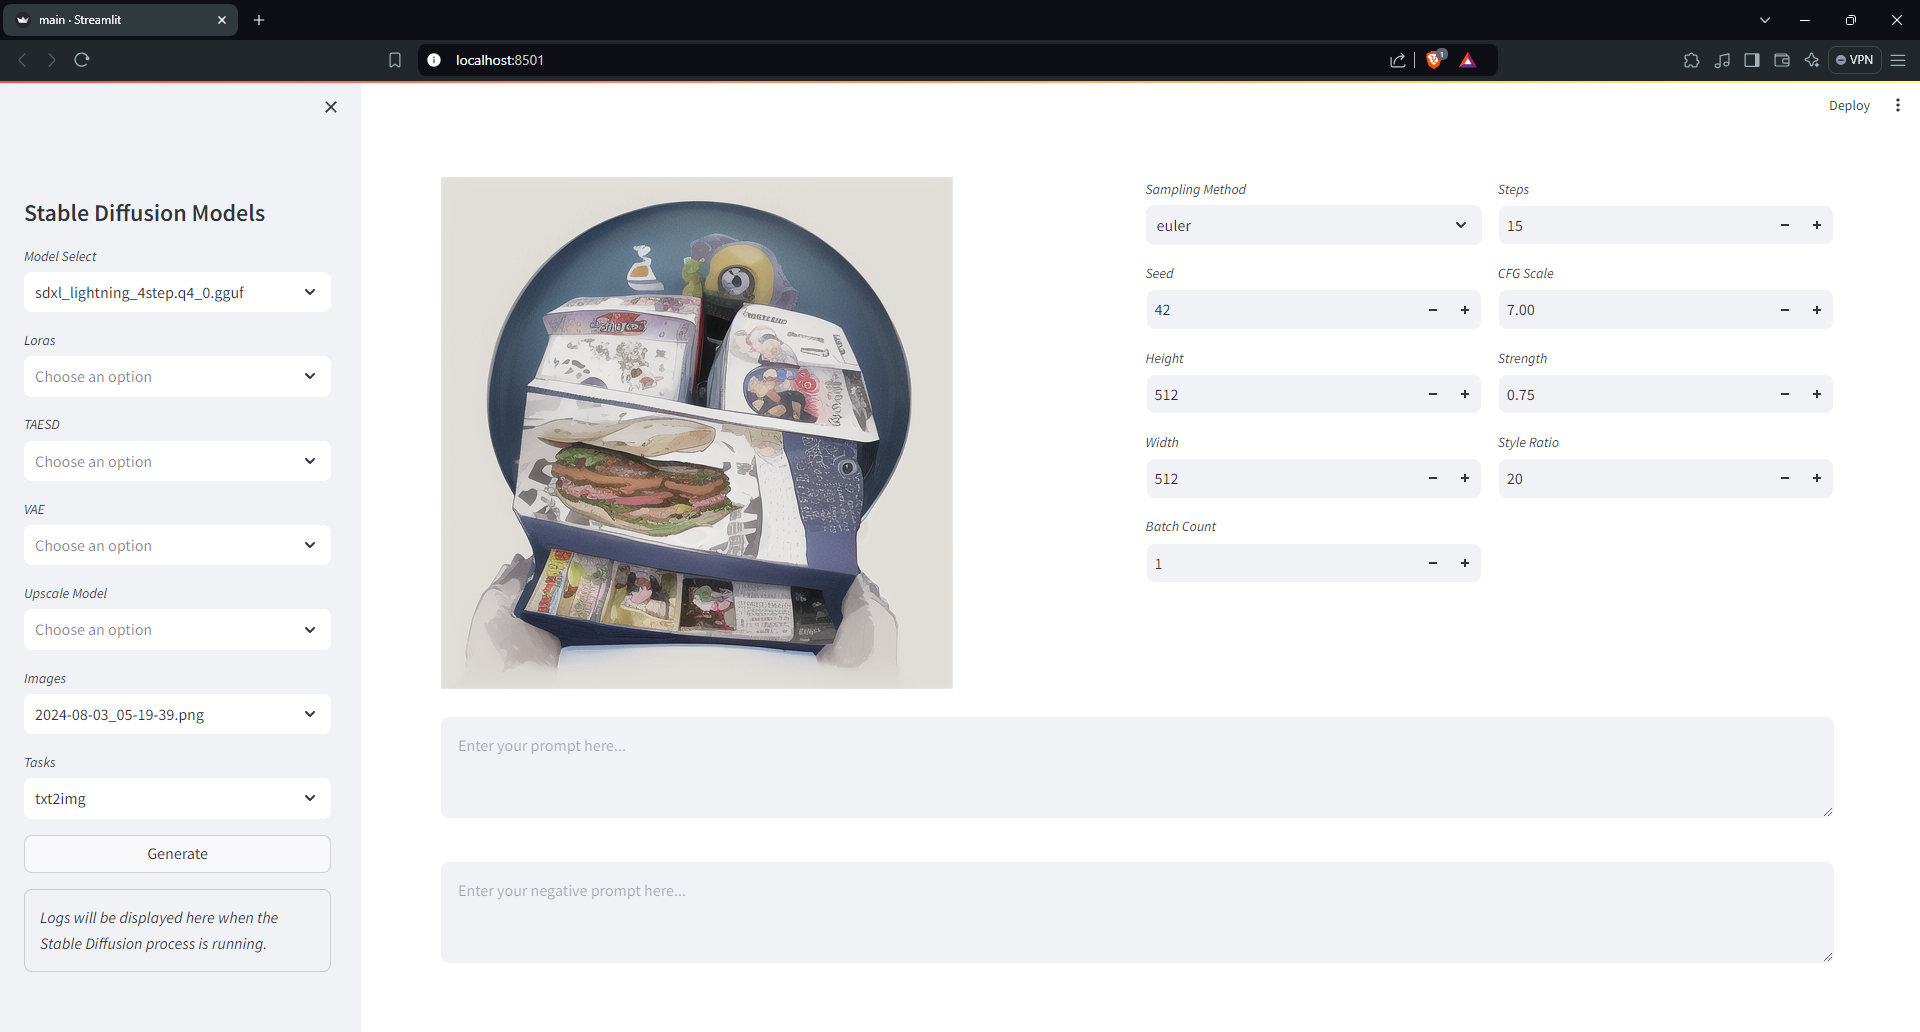 main · Streamlit
localhost:8501
1
VPN
Deploy
Stable Diffusion Models
Model Select
sdxl_lightning_4step.q4_0.gguf
Loras
Choose an option
TAESD
Choose an option
VAE
Choose an option
Upscale Model
Choose an option
Images
2024-08-03_05-19-39.png
Tasks
txt2img
Generate
Logs will be displayed here when the
Stable Diffusion process is running.
Sampling Method
euler
Steps
15
Seed
42
CFG Scale
7.00
Height
512
Strength
0.75
Width
512
Style Ratio
20
Batch Count
1
Enter your prompt here...
Enter your negative prompt here...